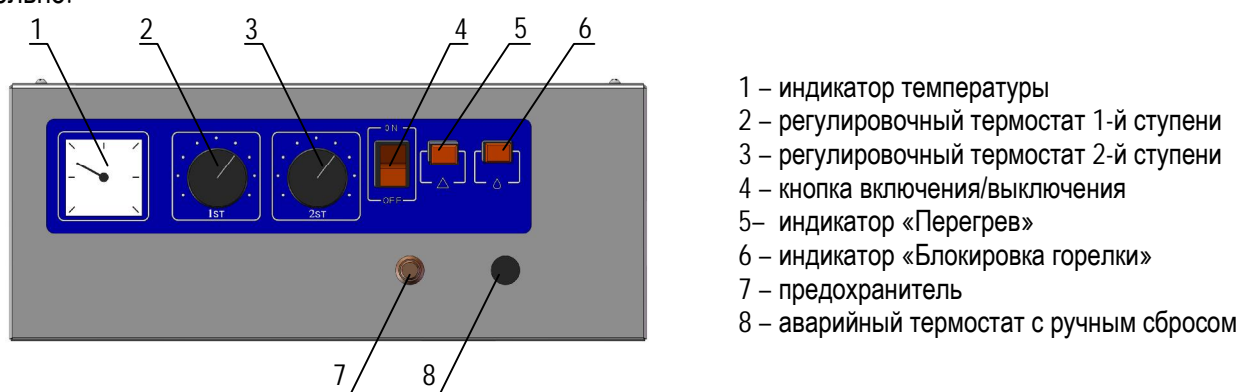 1 2 3 4 5 6
ON
OFF
1ST 2ST
7 8
1 – индикатор температуры
2 – регулировочный термостат 1-й ступени
3 – регулировочный термостат 2-й ступени
4 – кнопка включения/выключения
5– индикатор «Перегрев»
6 – индикатор «Блокировка горелки»
7 – предохранитель
8 – аварийный термостат с ручным сбросом